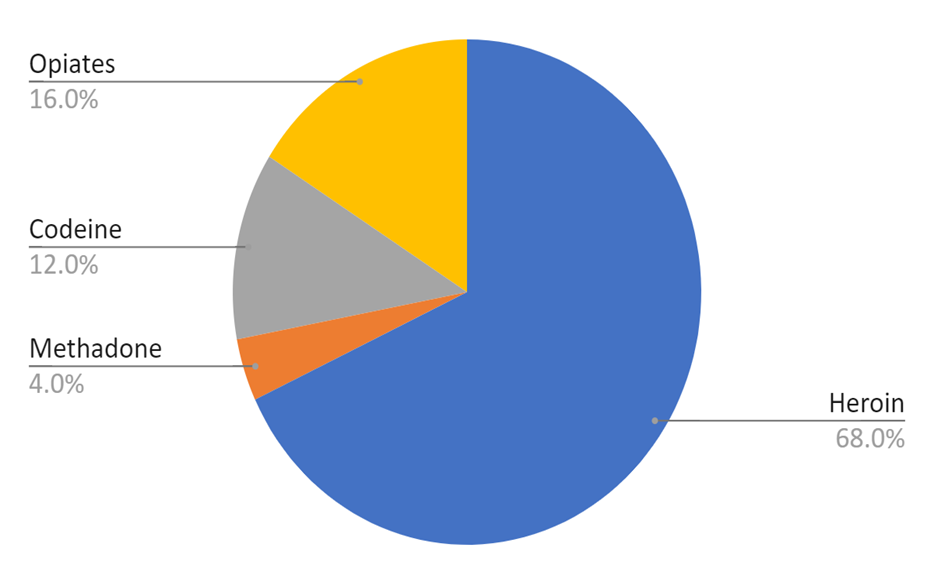 Opiates
16.0%
Codeine
12.0%
Methadone
4.0%
Heroin
68.0%